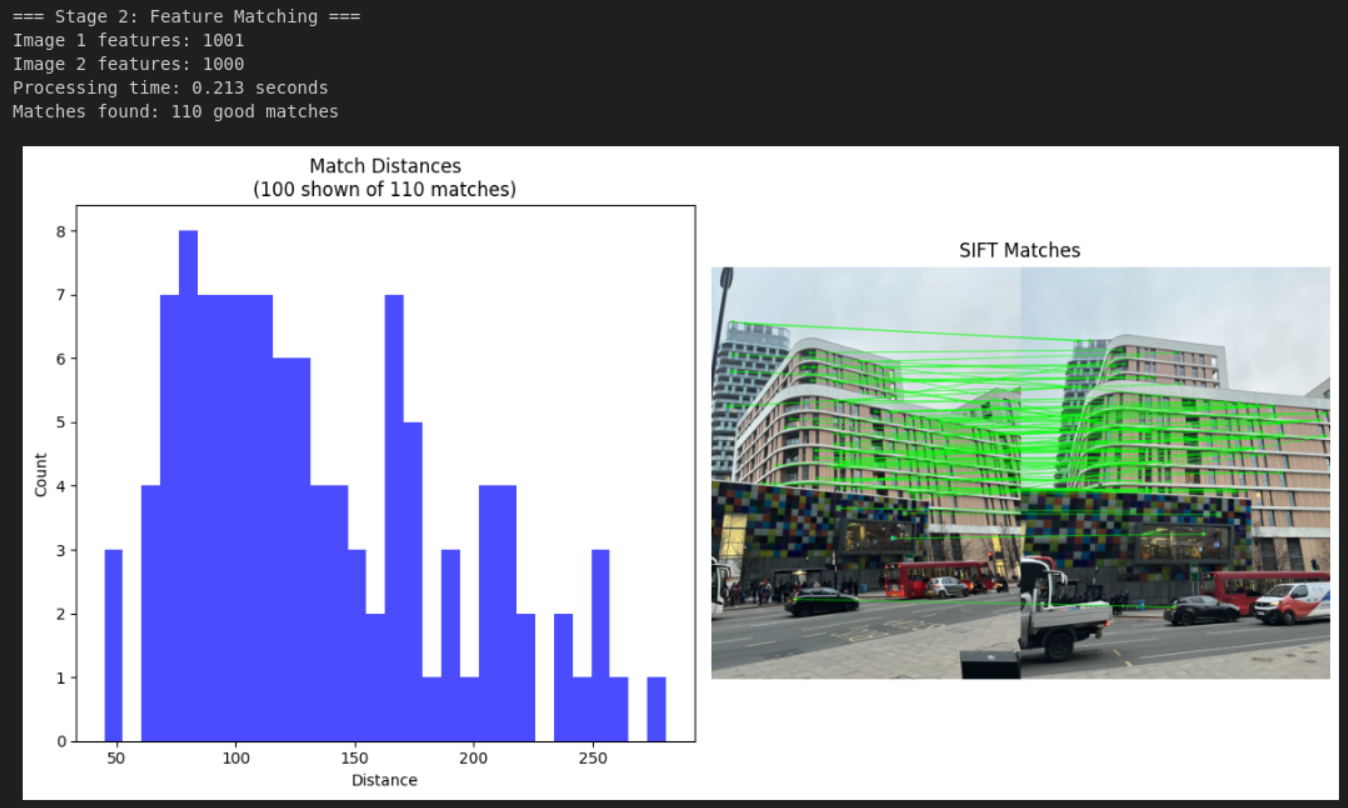 === Stage 2: Feature Matching ===
Image 1 features: 1001
Image 2 features: 1000
Processing time: 0.213 seconds
Matches found: 110 good matches
Match Distances
(100 shown of 110 matches)
8
7
6
5
4
3
2
1
0
Count
50 100 150 200 250
Distance
SIFT Matches